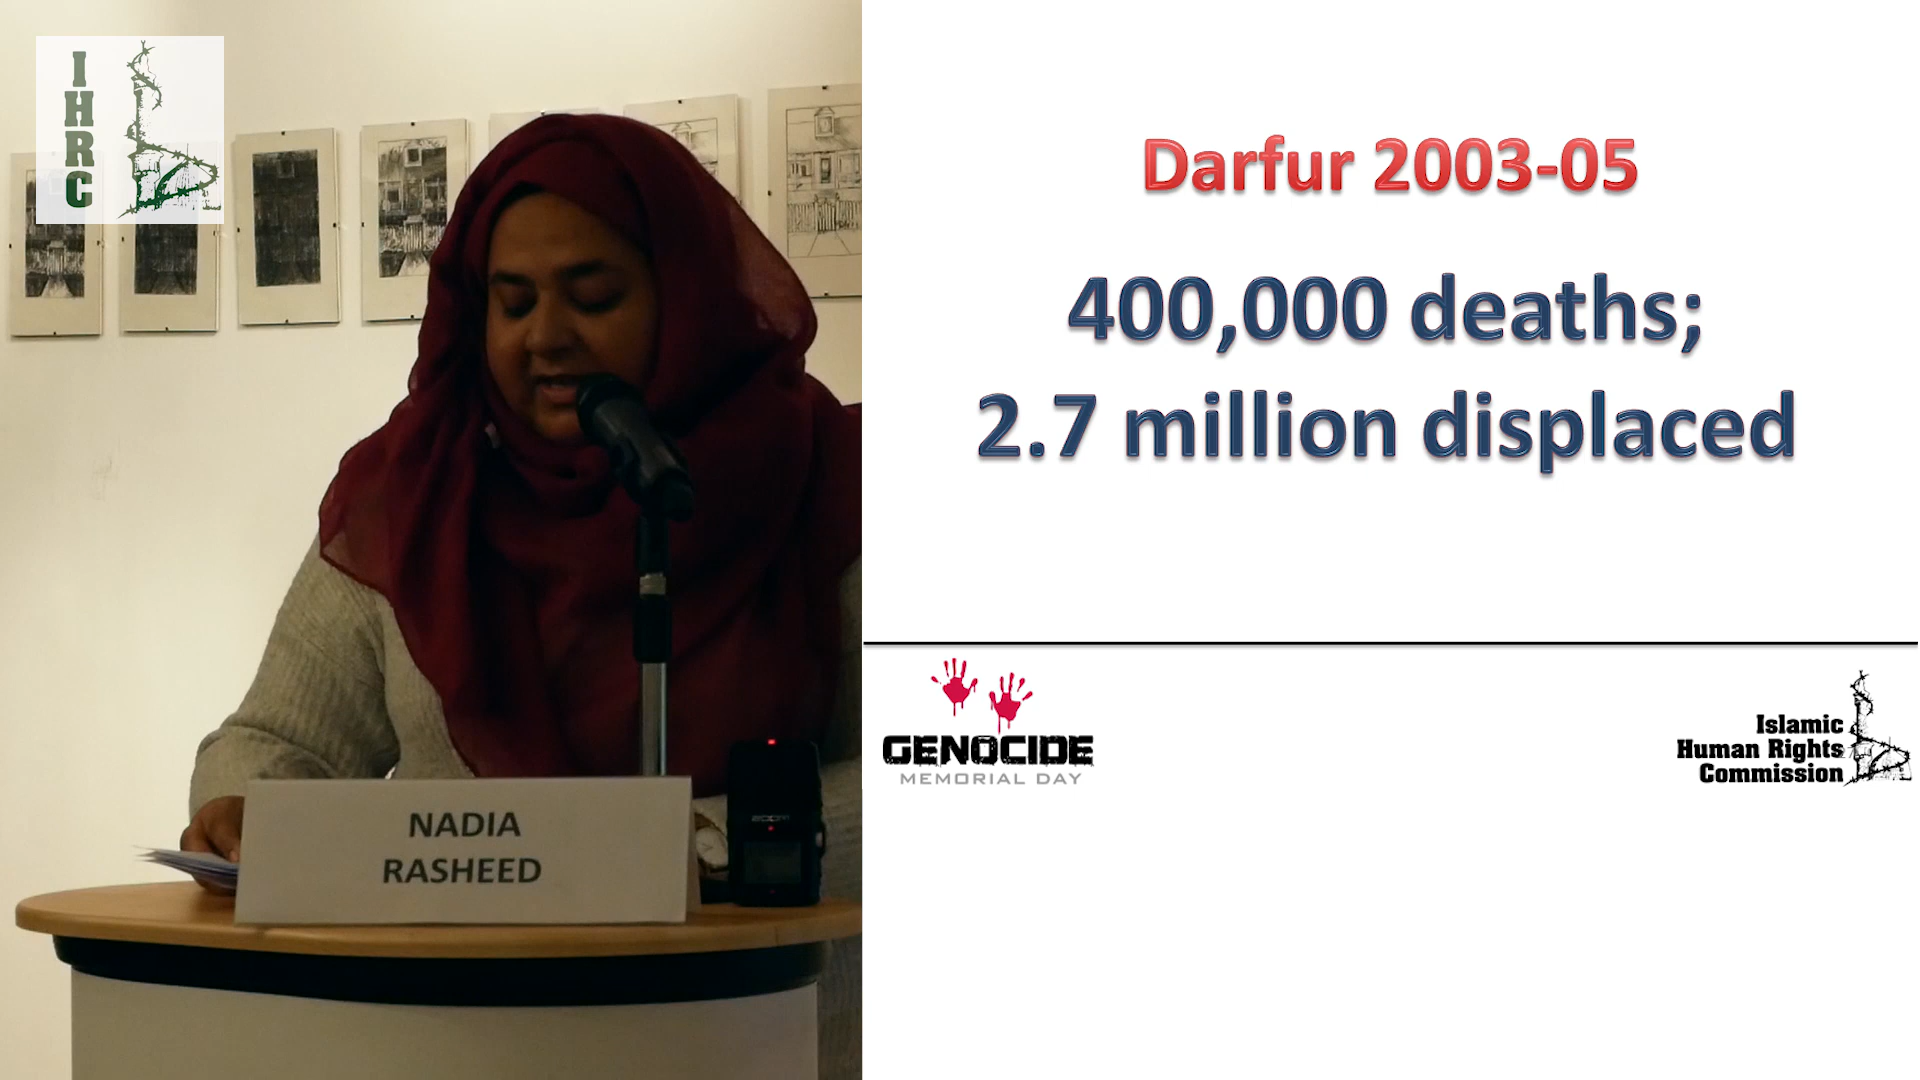 IHRC
NADIA
RASHEED
ZOOM
Darfur 2003-05
400,000 deaths;
2.7 million displaced
GENOCIDE
MEMORIAL DAY
Islamic
Human Rights
Commission